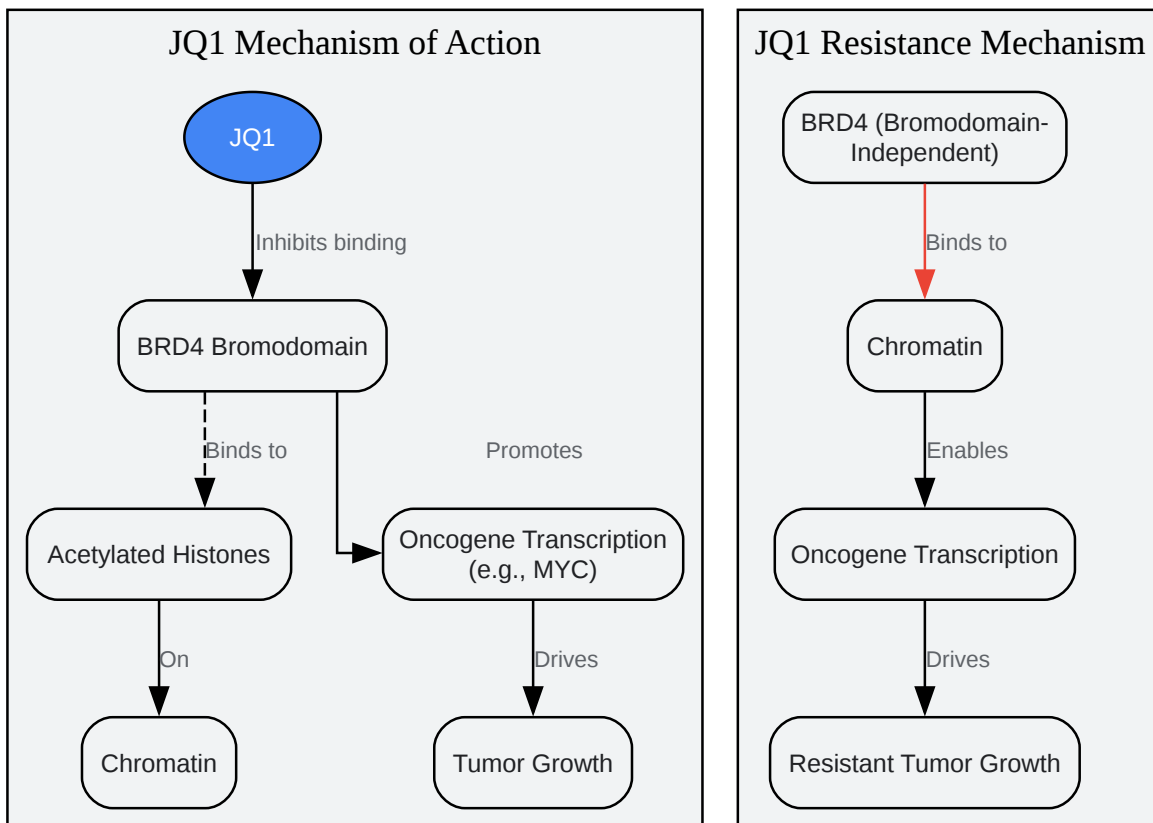 JQ1 Mechanism of Action
JQ1
Inhibits binding
BRD4 Bromodomain
Binds to
Promotes
Acetylated Histones
Oncogene Transcription
(e.g., MYC)
On
Drives
Chromatin
Tumor Growth
JQ1 Resistance Mechanism
BRD4 (Bromodomain-
Independent)
Binds to
Chromatin
Enables
Oncogene Transcription
Drives
Resistant Tumor Growth